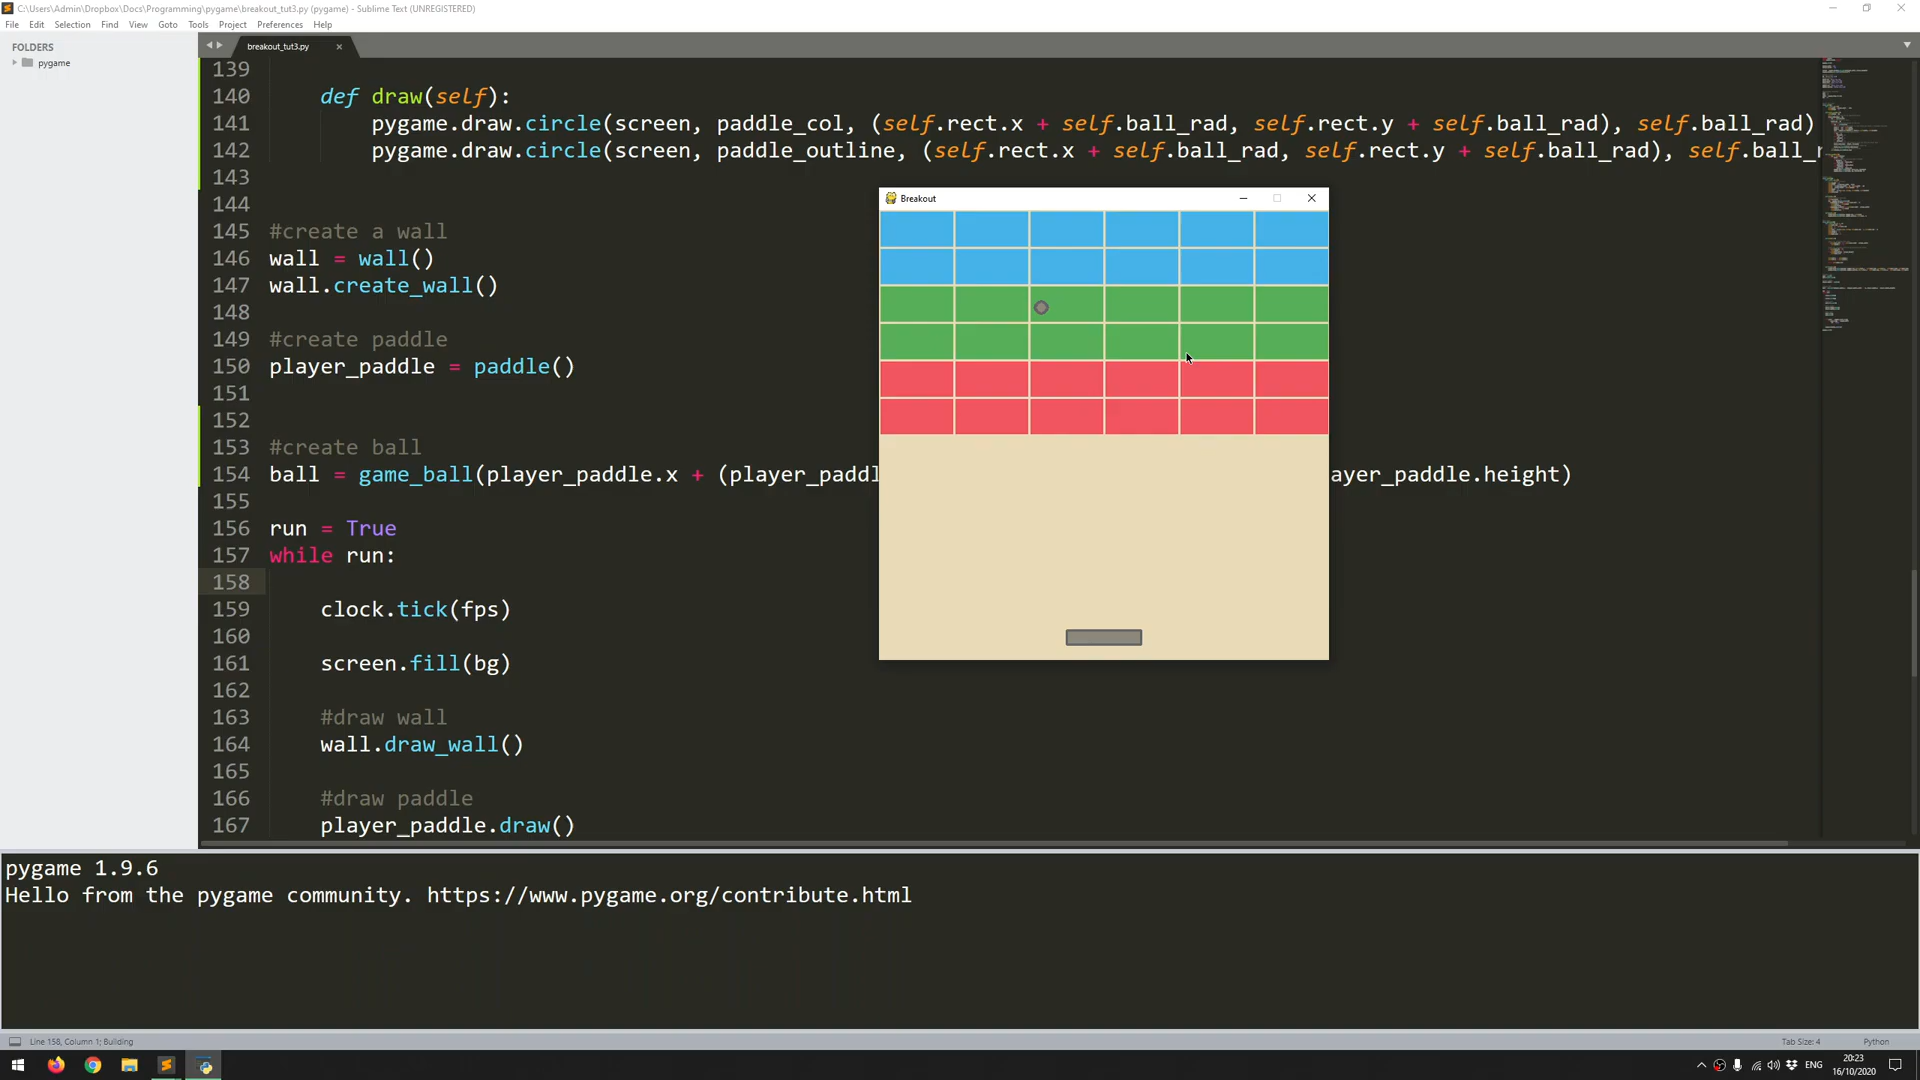 C:\Users\Admin\Dropbox\Docs\Programming\pygame\breakout_tut3.py (pygame) - Sublime Text (UNREGISTERED)
File Edit Selection Find View Goto Tools Project Preferences Help
FOLDERS
pygame
breakout_tut3.py
139
140 def draw(self):
141 pygame.draw.circle(screen, paddle_col, (self.rect.x + self.ball_rad, self.rect.y + self.ball_rad), self.ball_rad)
142 pygame.draw.circle(screen, paddle_outline, (self.rect.x + self.ball_rad, self.rect.y + self.ball_rad), self.ball_r
143
144
145 #create a wall
146 wall = wall()
147 wall.create_wall()
148
149 #create paddle
150 player_paddle = paddle()
151
152
153 #create ball
154 ball = game_ball(player_paddle.x + (player_paddl ayer_paddle.height)
155
156 run = True
157 while run:
158
159 clock.tick(fps)
160
161 screen.fill(bg)
162
163 #draw wall
164 wall.draw_wall()
165
166 #draw paddle
167 player_paddle.draw()
Breakout
pygame 1.9.6
Hello from the pygame community. https://www.pygame.org/contribute.html
Line 158, Column 1; Building
Tab Size: 4
Python
ENG
20:23
16/10/2020